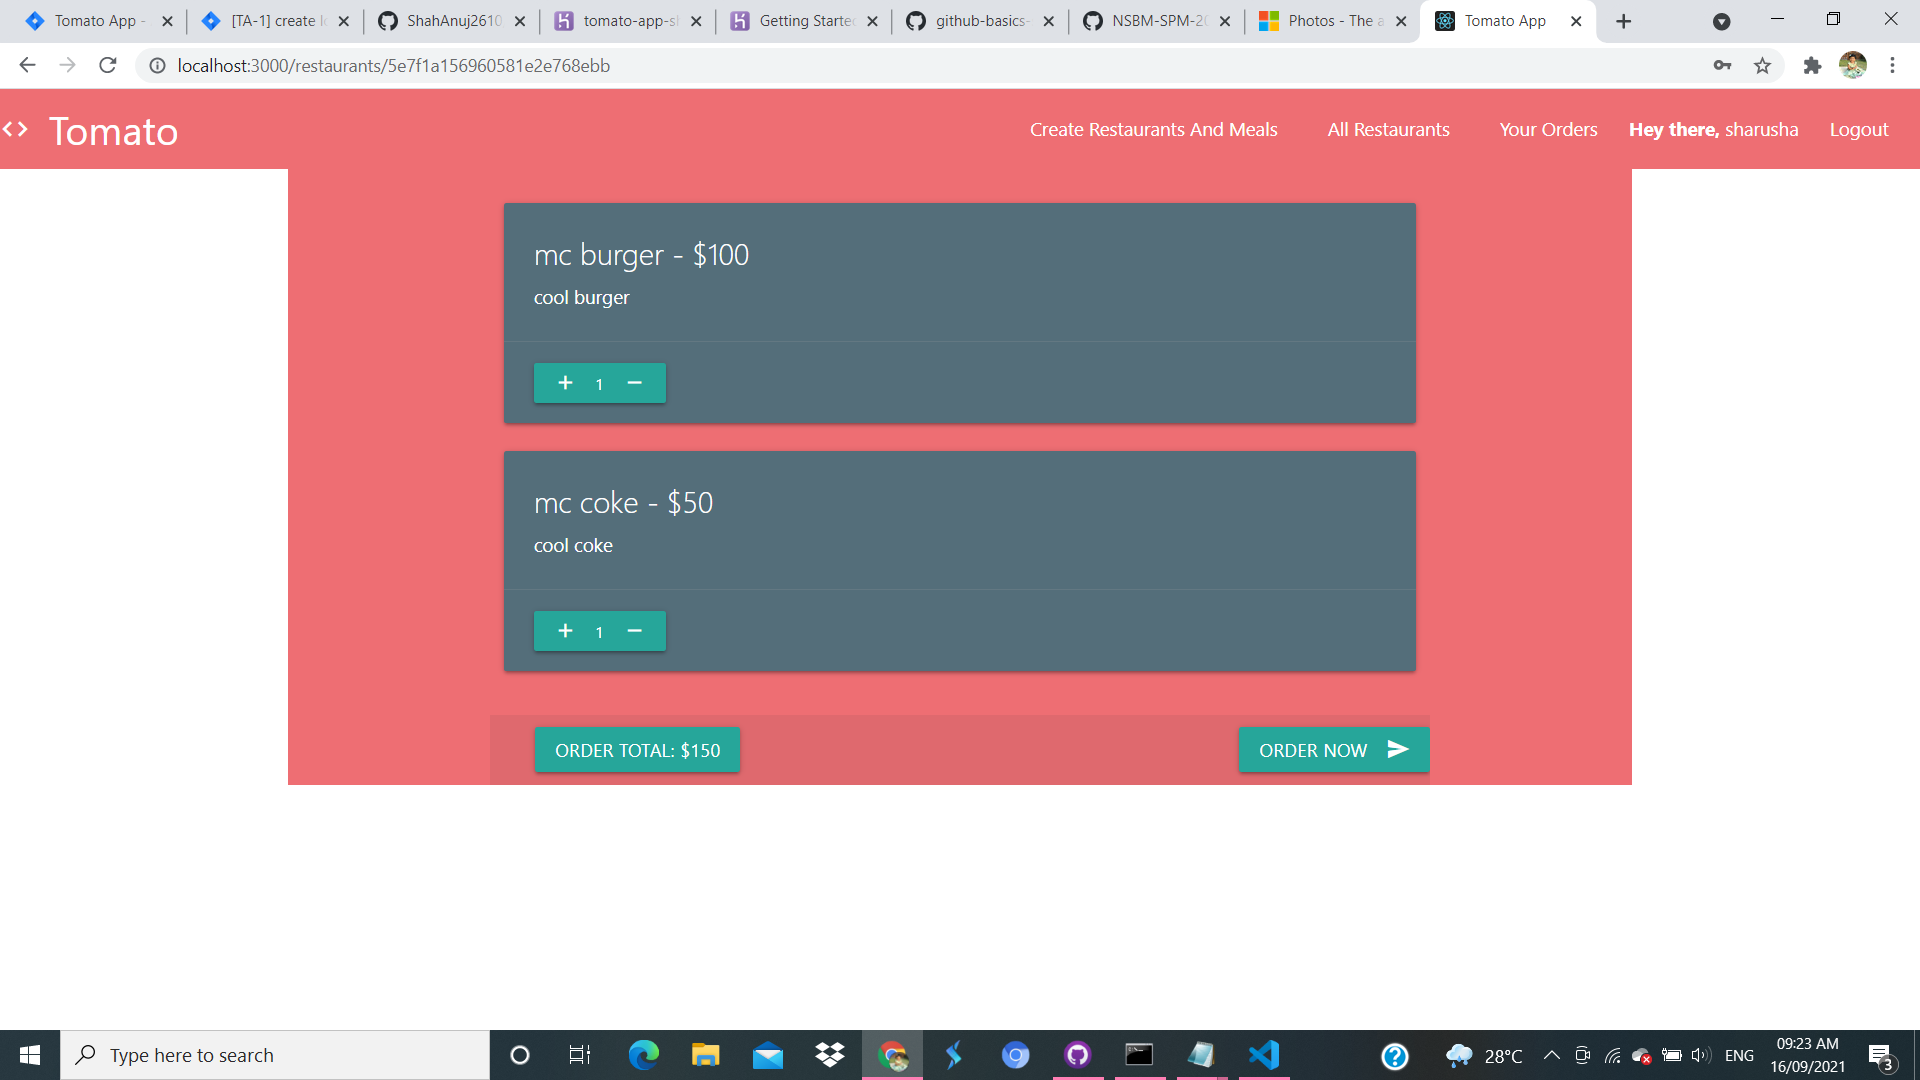 Tomato App -
[TA-1] create lo
ShahAnuj2610
tomato-app-sh
Getting Started
github-basics-
NSBM-SPM-20
Photos - The a
Tomato App
localhost:3000/restaurants/5e7f1a156960581e2e768ebb
<> Tomato
Create Restaurants And Meals
All Restaurants
Your Orders
Hey there, sharusha
Logout
mc burger - $100
cool burger
+ 1 −
mc coke - $50
cool coke
+ 1 −
ORDER TOTAL: $150
ORDER NOW
Type here to search
28°C
ENG
09:23 AM
16/09/2021
3